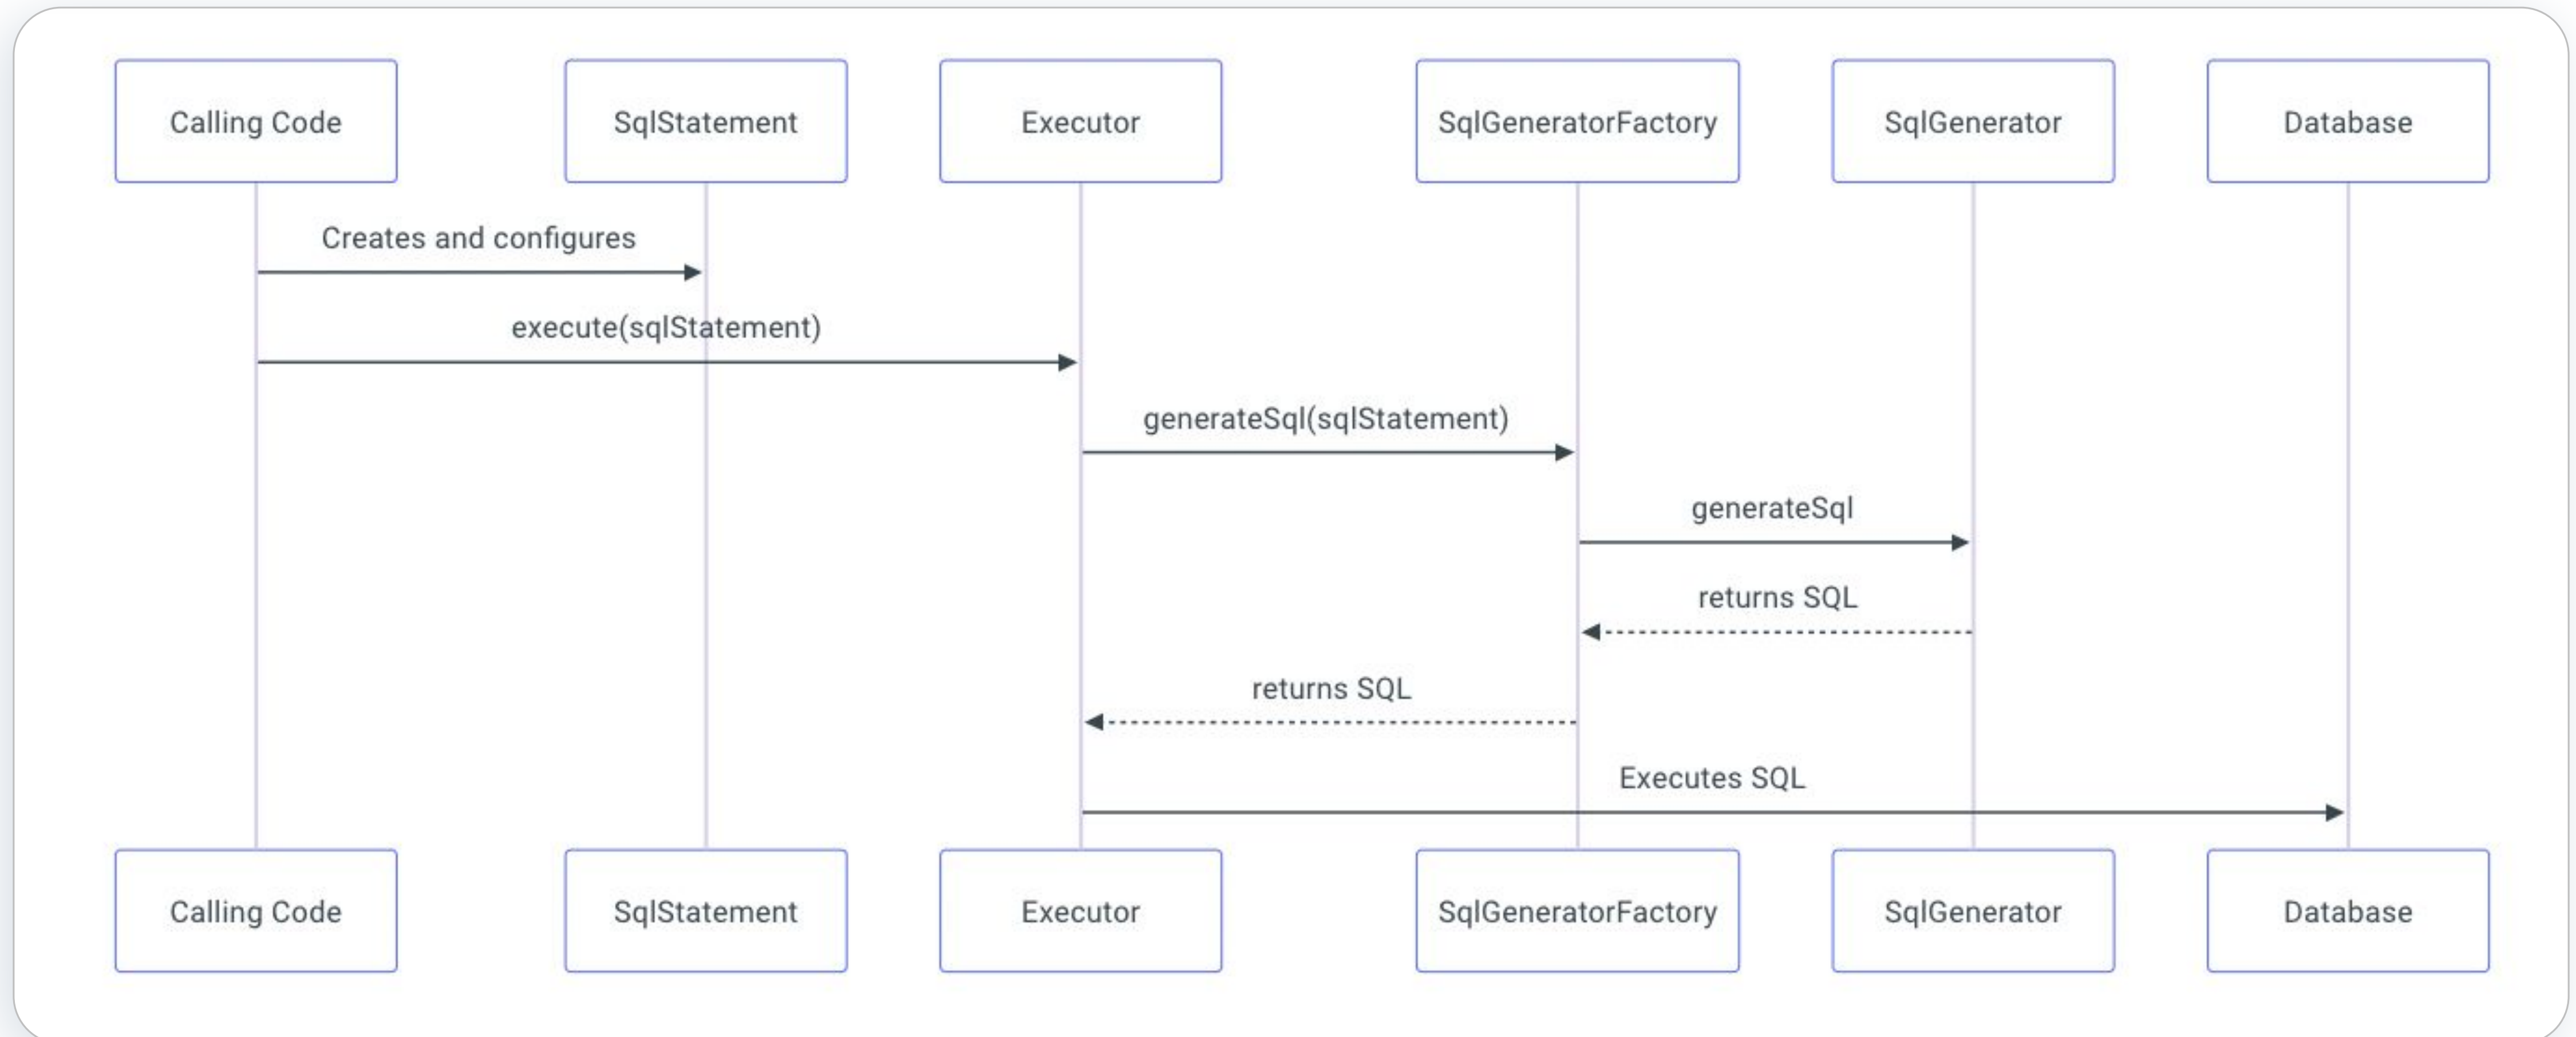 Calling Code
SqlStatement
Executor
SqlGeneratorFactory
SqlGenerator
Database
Creates and configures
execute(sqlStatement)
generateSql(sqlStatement)
generateSql
returns SQL
returns SQL
Executes SQL
Calling Code
SqlStatement
Executor
SqlGeneratorFactory
SqlGenerator
Database